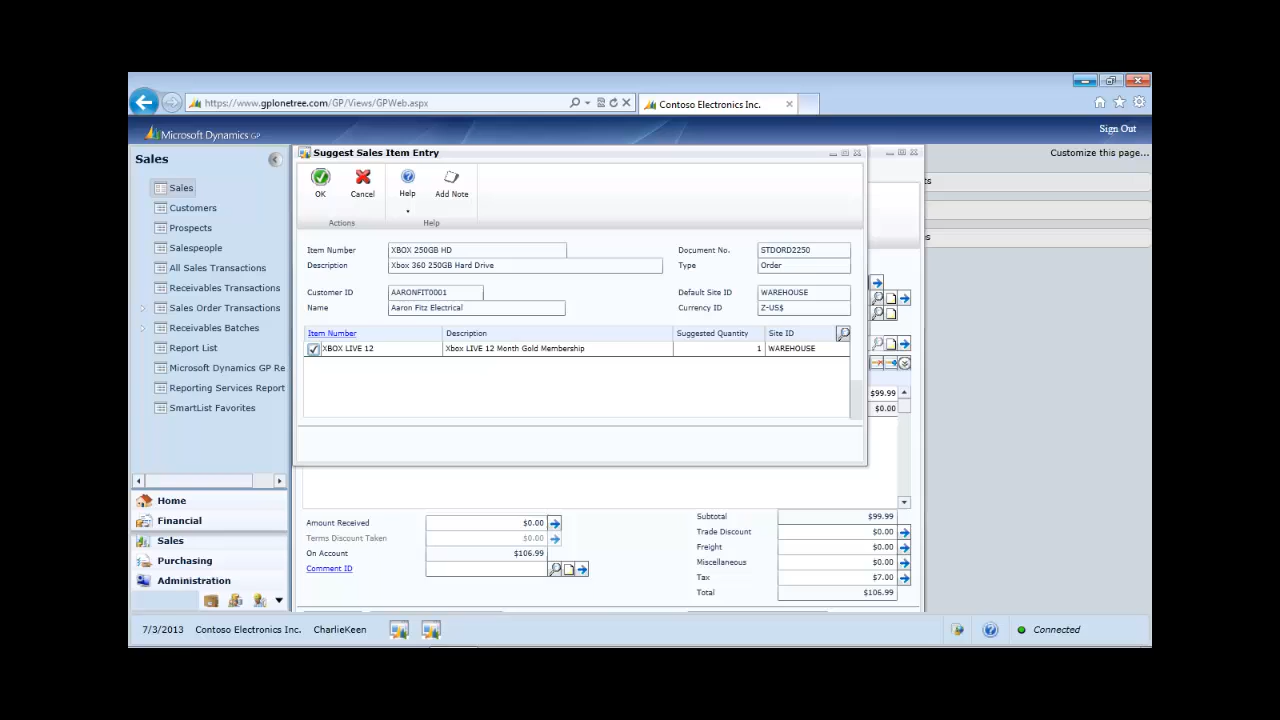 https://www.gplonetree.com/GP/Views/GPWeb.aspx
Contoso Electronics Inc.
Microsoft Dynamics GP
Sign Out
Sales
Suggest Sales Item Entry
Customize this page...
OK
Cancel
Help
Add Note
Actions
Help
Sales
Customers
Prospects
Salespeople
All Sales Transactions
Receivables Transactions
Sales Order Transactions
Receivables Batches
Report List
Microsoft Dynamics GP Re
Reporting Services Report
SmartList Favorites
Item Number XBOX 250GB HD Document No. STDORD2250
Description Xbox 360 250GB Hard Drive Type Order
Customer ID AARONFIT0001 Default Site ID WAREHOUSE
Name Aaron Fitz Electrical Currency ID Z-US$
Item Number Description Suggested Quantity Site ID
XBOX LIVE 12 Xbox LIVE 12 Month Gold Membership 1 WAREHOUSE
$99.99
$0.00
Home
Financial
Sales
Purchasing
Administration
Amount Received $0.00
Terms Discount Taken $0.00
On Account $106.99
Comment ID
Subtotal $99.99
Trade Discount $0.00
Freight $0.00
Miscellaneous $0.00
Tax $7.00
Total $106.99
7/3/2013 Contoso Electronics Inc. CharlieKeen
Connected